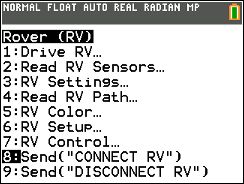 NORMAL FLOAT AUTO REAL RADIAN MP
Rover (RV)
1:Drive RV…
2:Read RV Sensors…
3:RV Settings…
4:Read RV Path…
5:RV Color…
6:RV Setup…
7:RV Control…
8:Send("CONNECT RV")
9:Send("DISCONNECT RV")